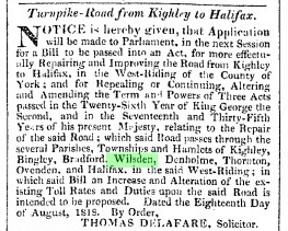 Turnpike-Road from Kighley to Halifax.
NOTICE is hereby given, that Application
will be made to Parliament, in the next Session
for a Bill to be passed into an Act, for more effectu-
ally Repairing and Improving the Road from Kighley
to Halifax, in the West-Riding of the County of
York; and for Repealing or Continuing, Altering
and Amending the Term and Powers of Three Acts
passed in the Twenty-Sixth Year of King George the
Second, and in the Seventeenth and Thirty-Fifth
Years of his present Majesty, relating to the Repair
of the said Road; which said Road passes through the
several Parishes, Townships and Hamlets of Kighley,
Bingley, Bradford, Wilsden, Denholme, Thornton,
Ovenden, and Halifax, in the said West-Riding; in
which said Bill an Increase and Alteration of the ex-
isting Toll and Duties upon the said Road is
intended to be proposed. Dated the Eighteenth Day
of August, 1818. By Order,
THOMAS DELAFARE, Solicitor.